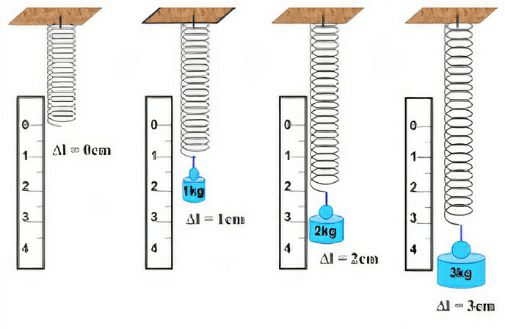 0
1
2
3
4
Δl = 0cm
0
1
2
3
4
1kg
Δl = 1cm
0
1
2
3
4
2kg
Δl = 2cm
0
1
2
3
4
3kg
Δl = 3cm